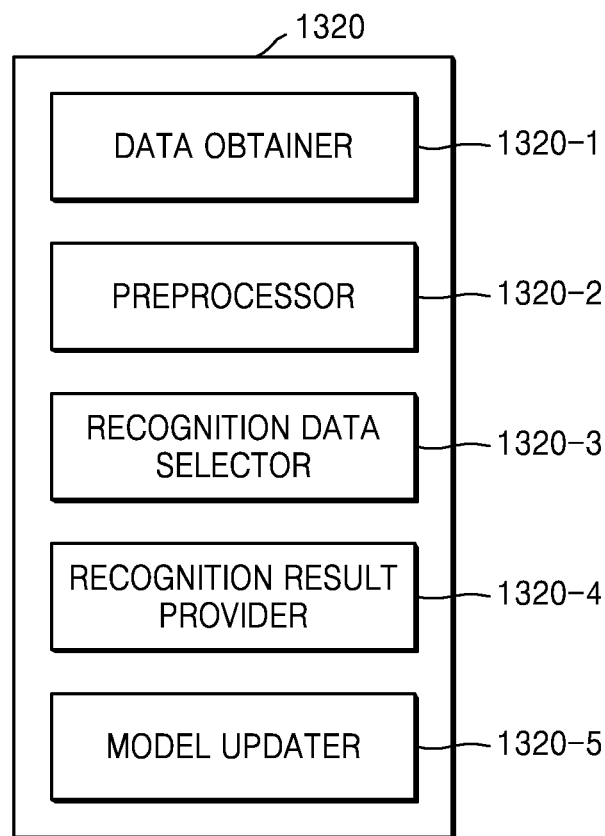 1320
DATA OBTAINER
1320-1
PREPROCESSOR
1320-2
RECOGNITION DATA
SELECTOR
1320-3
RECOGNITION RESULT
PROVIDER
1320-4
MODEL UPDATER
1320-5